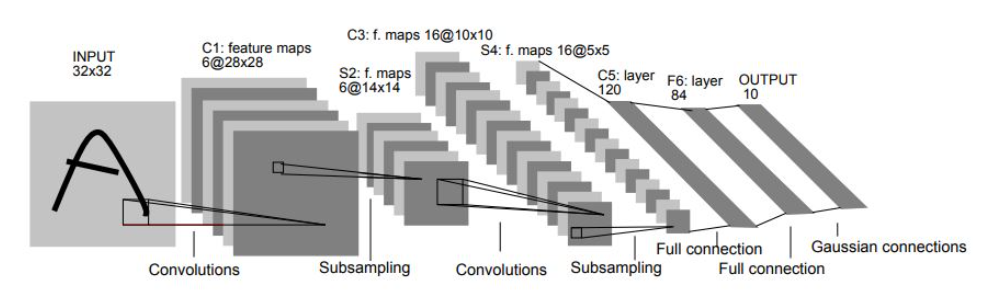 INPUT
32x32
C1: feature maps
6@28x28
S2: f. maps
6@14x14
C3: f. maps 16@10x10
S4: f. maps 16@5x5
C5: layer
120
F6: layer
84
OUTPUT
10
Convolutions
Subsampling
Convolutions
Subsampling
Full connection
Full connection
Gaussian connections